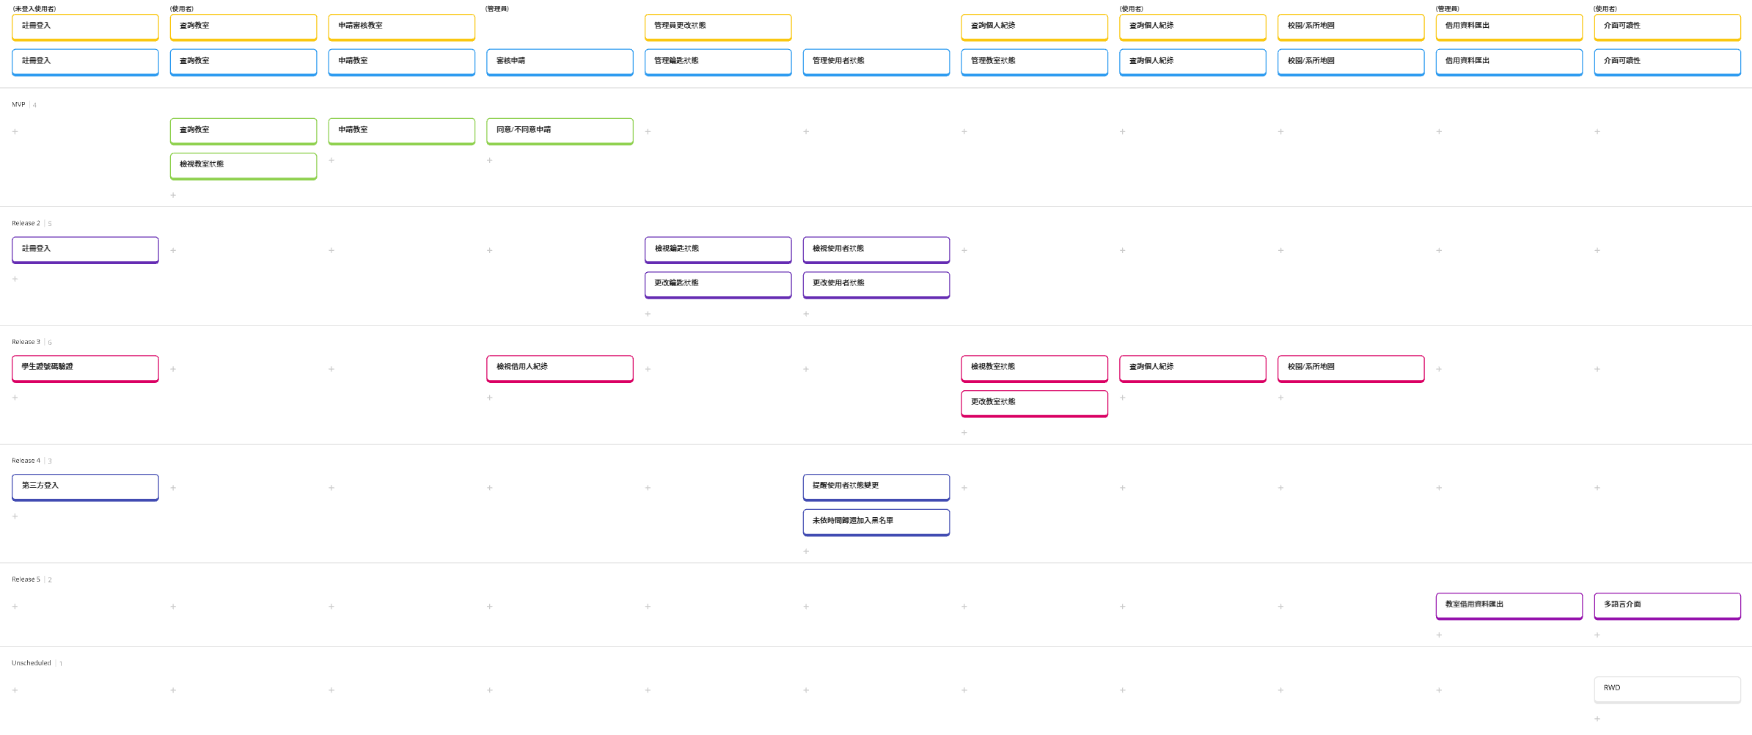 (未登入使用者)
(使用者)
(管理員)
(使用者)
(管理員)
(使用者)
註冊登入
查詢教室
申請審核教室
管理員更改狀態
查詢個人紀錄
查詢個人紀錄
校園/系所地圖
借用資料匯出
介面可讀性
註冊登入
查詢教室
申請教室
審核申請
管理鑰匙狀態
管理使用者狀態
管理教室狀態
查詢個人紀錄
校園/系所地圖
借用資料匯出
介面可讀性
MVP | 4
查詢教室
申請教室
同意/不同意申請
檢視教室狀態
Release 2 | 5
註冊登入
檢視鑰匙狀態
檢視使用者狀態
更改鑰匙狀態
更改使用者狀態
Release 3 | 6
學生證號碼驗證
檢視借用人紀錄
檢視教室狀態
查詢個人紀錄
校園/系所地圖
更改教室狀態
Release 4 | 3
第三方登入
提醒使用者狀態變更
未依時間歸還加入黑名單
Release 5 | 2
教室借用資料匯出
多語言介面
Unscheduled | 1
RWD